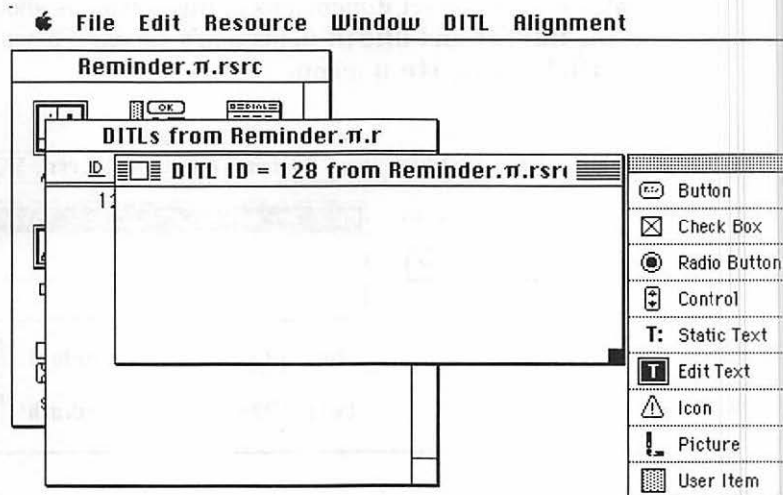 File Edit Resource Window DITL Alignment
Reminder.π.rsrc
OK
DITLs from Reminder.π.r
ID
DITL ID = 128 from Reminder.π.rsrc
12
Button
Check Box
Radio Button
Control
T: Static Text
T Edit Text
Icon
Picture
User Item